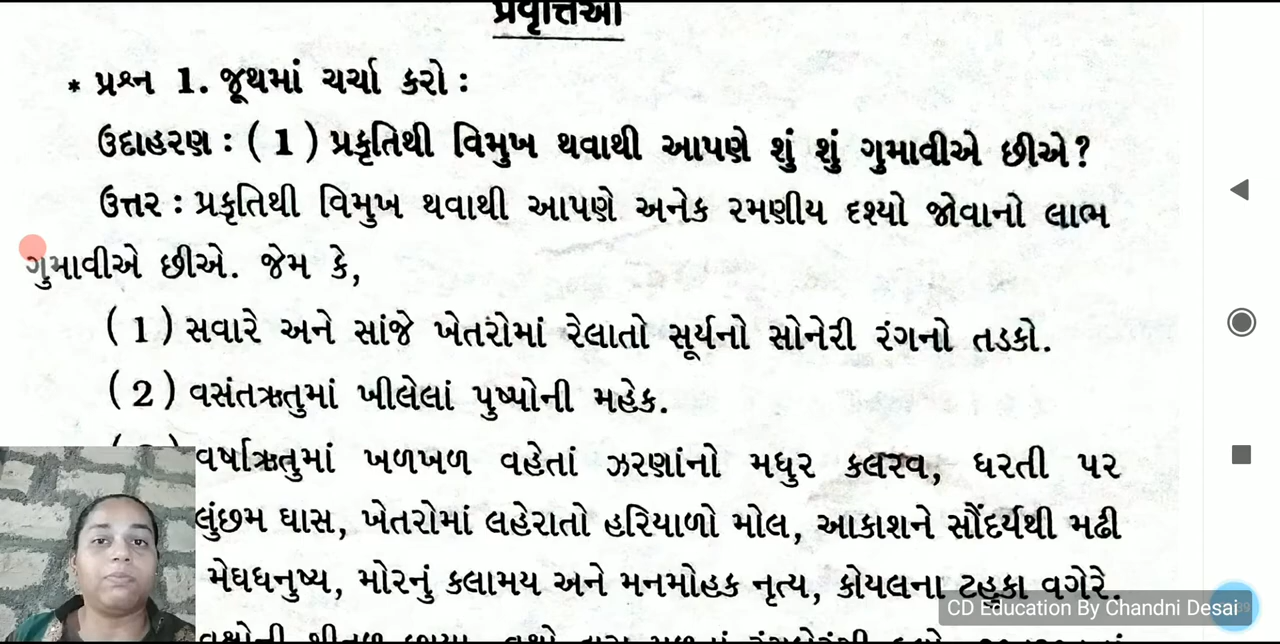 પ્રવૃત્તિઓ
* પ્રશ્ન 1. જૂથમાં ચર્ચા કરો :
ઉદાહરણ : ( 1 ) પ્રકૃતિથી વિમુખ થવાથી આપણે શું શું ગુમાવીએ છીએ?
ઉત્તર : પ્રકૃતિથી વિમુખ થવાથી આપણે અનેક રમણીય દૃશ્યો જોવાનો લાભ
ગુમાવીએ છીએ. જેમ કે,
( 1 ) સવારે અને સાંજે ખેતરોમાં રેલાતો સૂર્યનો સોનેરી રંગનો તડકો.
( 2 ) વસંતઋતુમાં ખીલેલાં પુષ્પોની મહેક.
વર્ષાઋતુમાં ખળખળ વહેતાં ઝરણાંનો મધુર કલરવ, ધરતી પર
લુંછમ ઘાસ, ખેતરોમાં લહેરાતો હરિયાળો મોલ, આકાશને સૌંદર્યથી મઢી
મેઘધનુષ્ય, મોરનું કલામય અને મનમોહક નૃત્ય, કોયલના ટહૂકા વગેરે.
CD Education By Chandni Desai